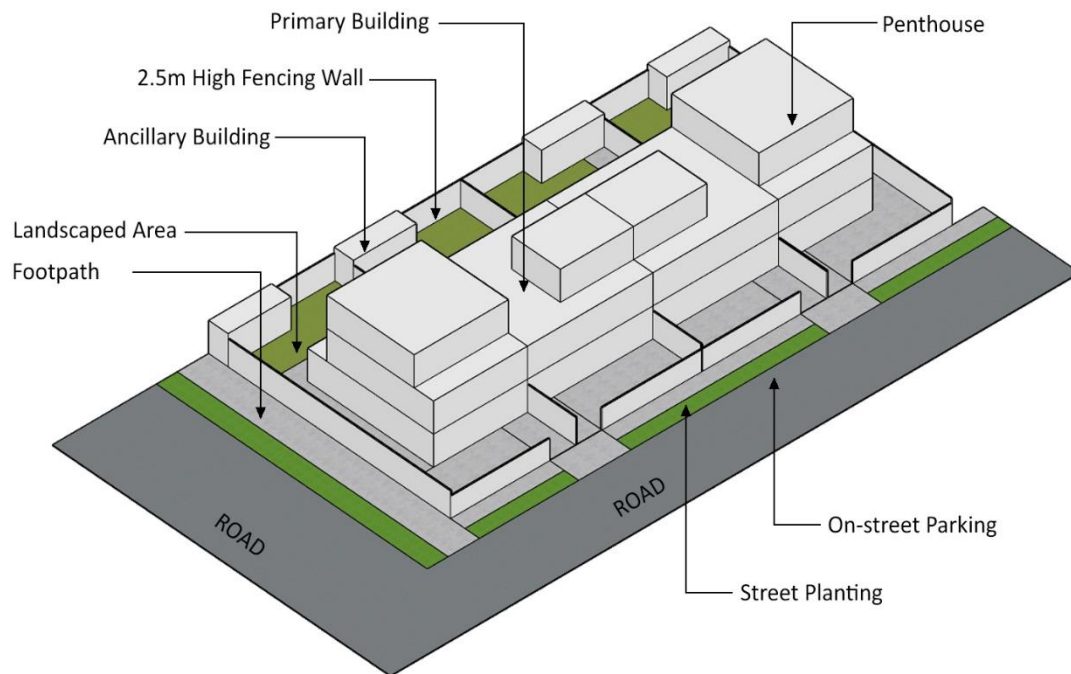 Primary Building
Penthouse
2.5m High Fencing Wall
Ancillary Building
Landscaped Area
Footpath
ROAD
ROAD
On-street Parking
Street Planting